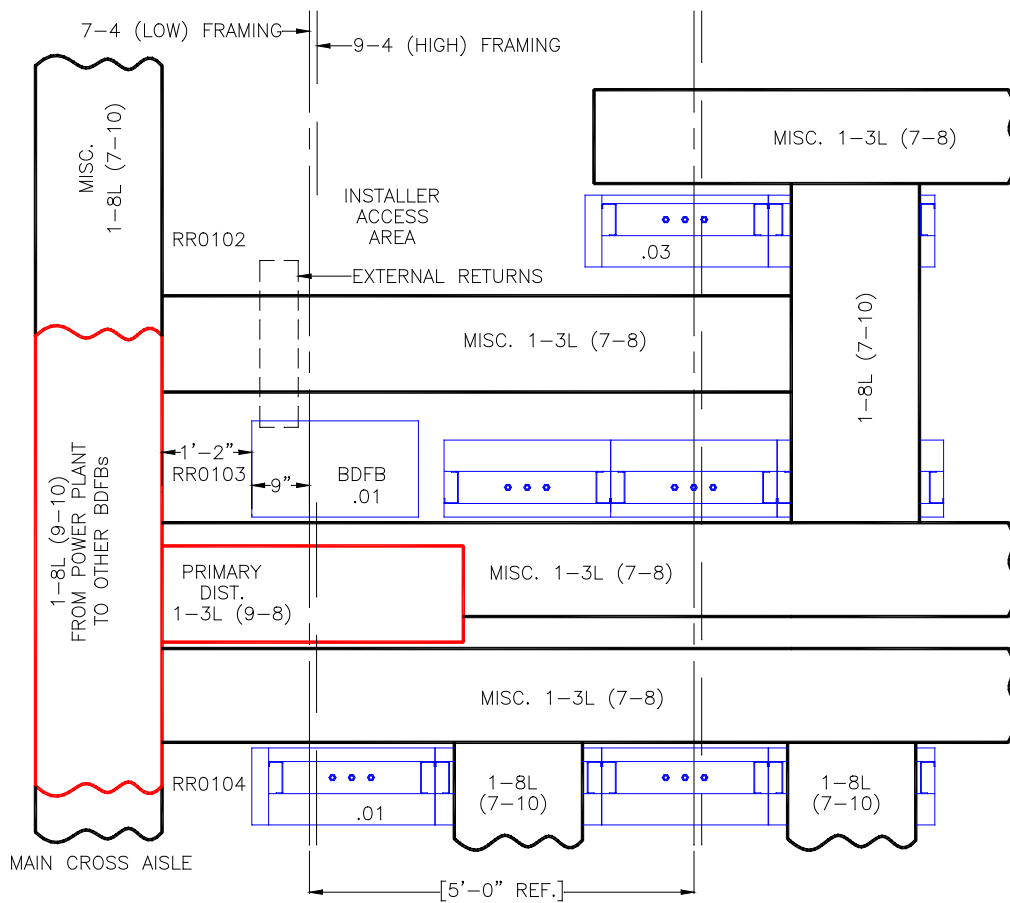 7-4 (LOW) FRAMING
9-4 (HIGH) FRAMING
MISC.
1-8L (7-10)
MISC. 1-3L (7-8)
INSTALLER
ACCESS
AREA
RR0102
.03
EXTERNAL RETURNS
MISC. 1-3L (7-8)
1-8L (7-10)
1'-2"
RR0103
9"
BDFB
.01
1-8L (9-10)
FROM POWER PLANT
TO OTHER BDFBs
PRIMARY
DIST.
1-3L (9-8)
MISC. 1-3L (7-8)
MISC. 1-3L (7-8)
RR0104
.01
1-8L
(7-10)
1-8L
(7-10)
MAIN CROSS AISLE
[5'-0" REF.]